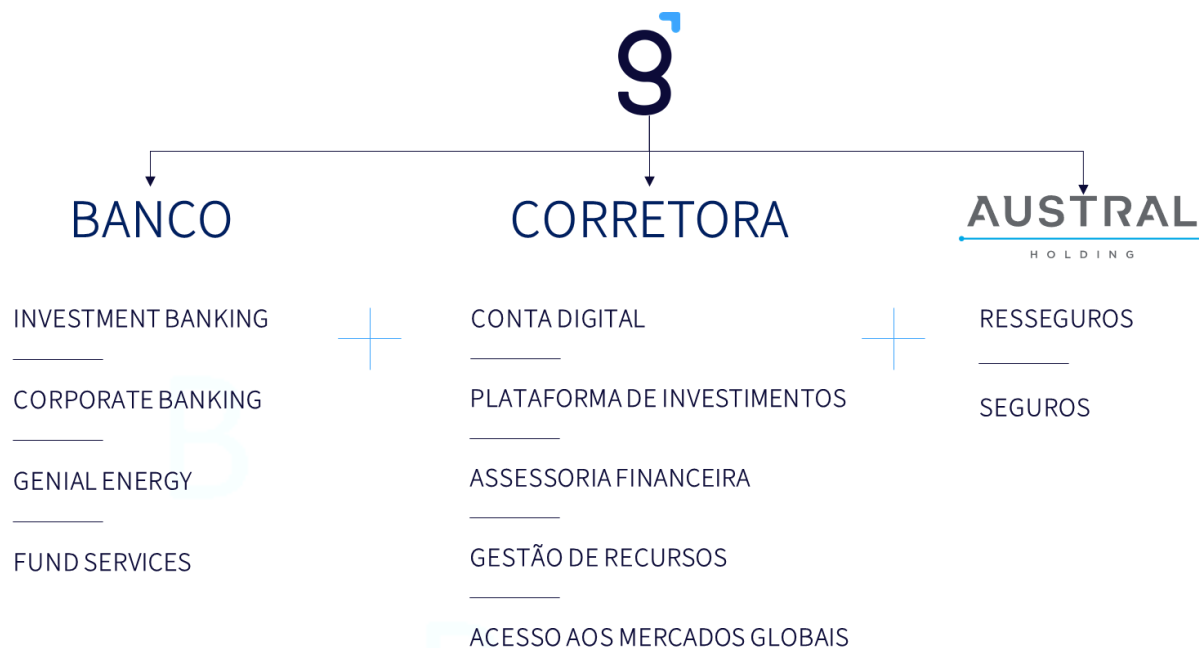 g
BANCO
INVESTMENT BANKING
CORPORATE BANKING
GENIAL ENERGY
FUND SERVICES
CORRETORA
CONTA DIGITAL
PLATAFORMA DE INVESTIMENTOS
ASSESSORIA FINANCEIRA
GESTÃO DE RECURSOS
ACESSO AOS MERCADOS GLOBAIS
AUSTRAL
HOLDING
RESSEGUROS
SEGUROS